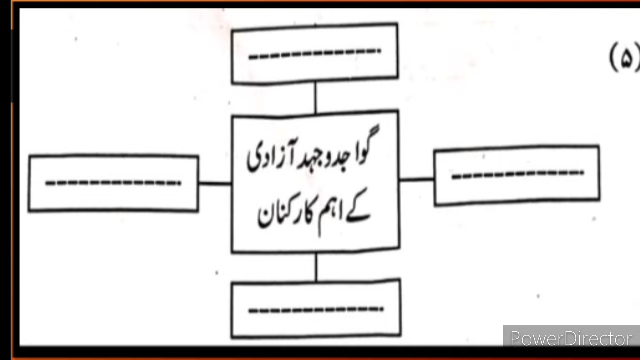 (۵)
گوا جدوجہد آزادی
کے اہم کارکنان
PowerDirector